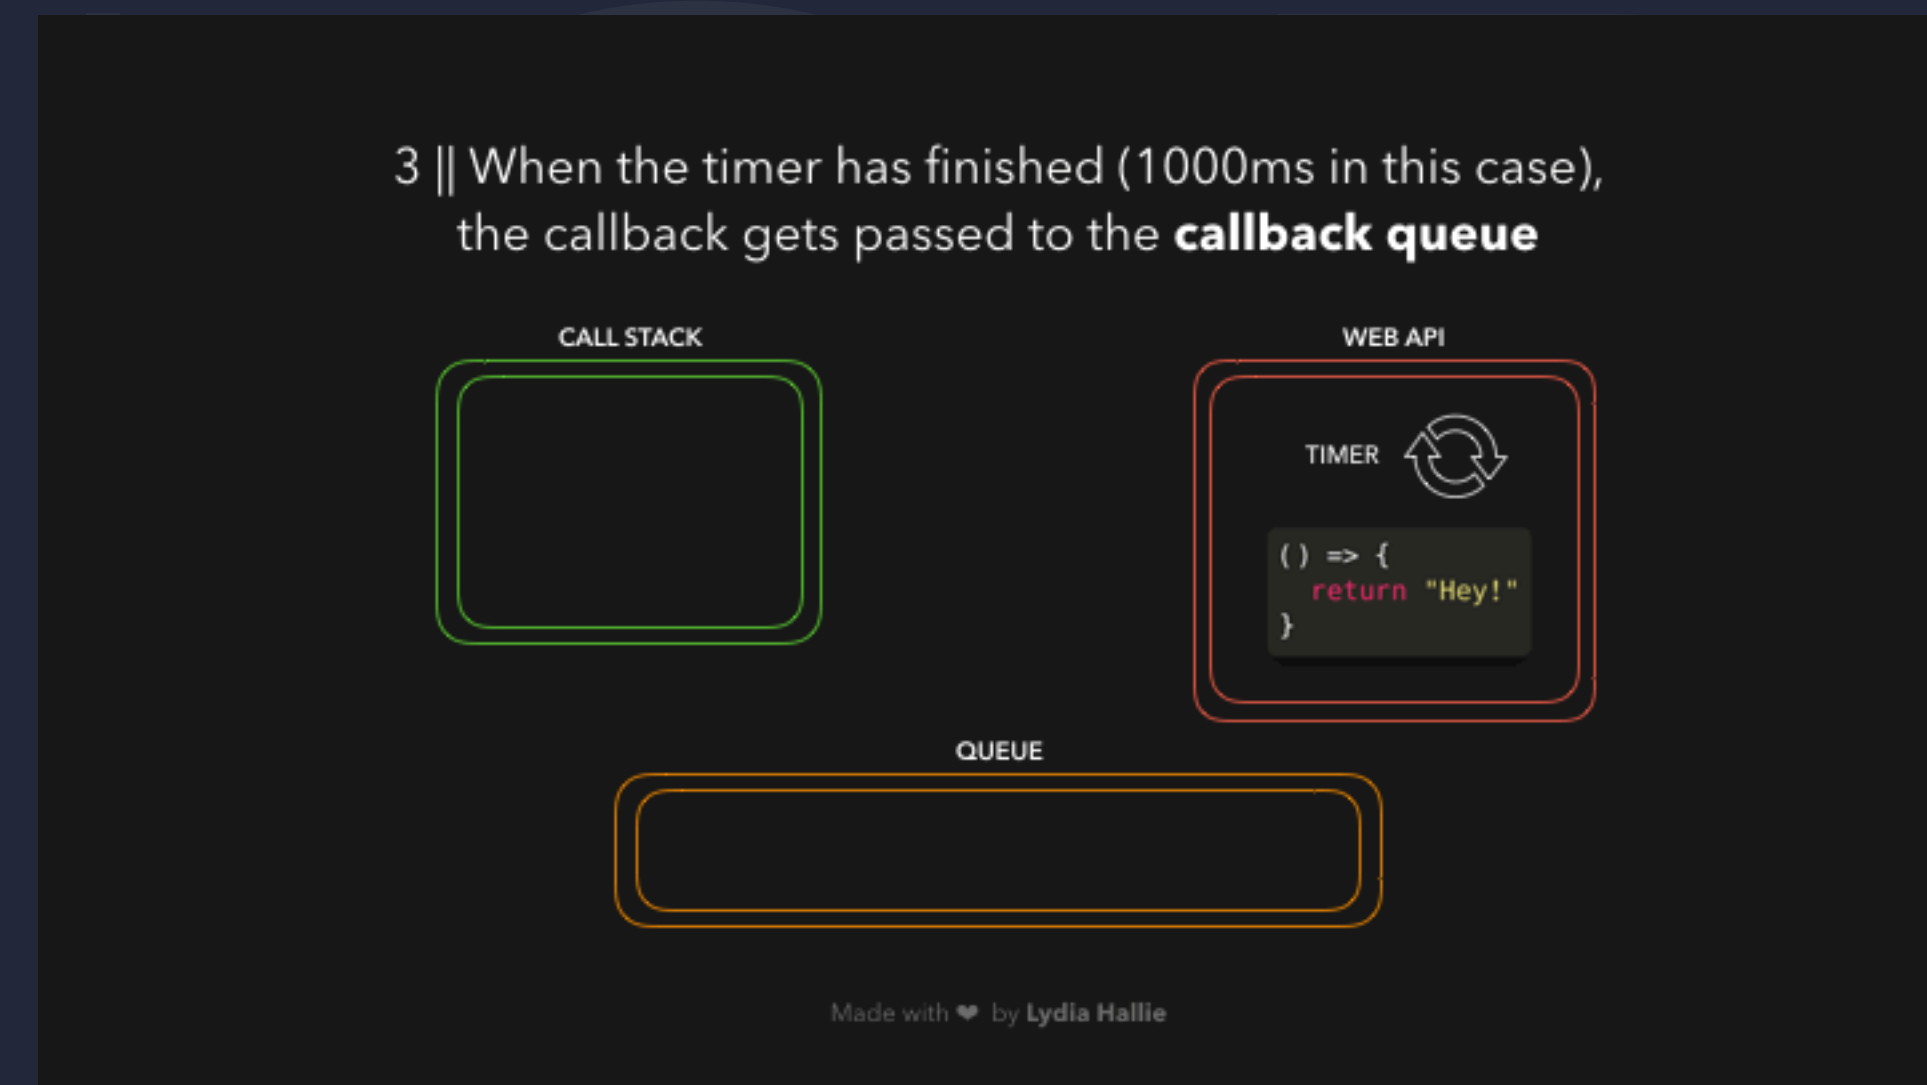 3 || When the timer has finished (1000ms in this case),
the callback gets passed to the callback queue
CALL STACK
WEB API
TIMER
() => {
return "Hey!"
}
QUEUE
Made with ❤ by Lydia Hallie